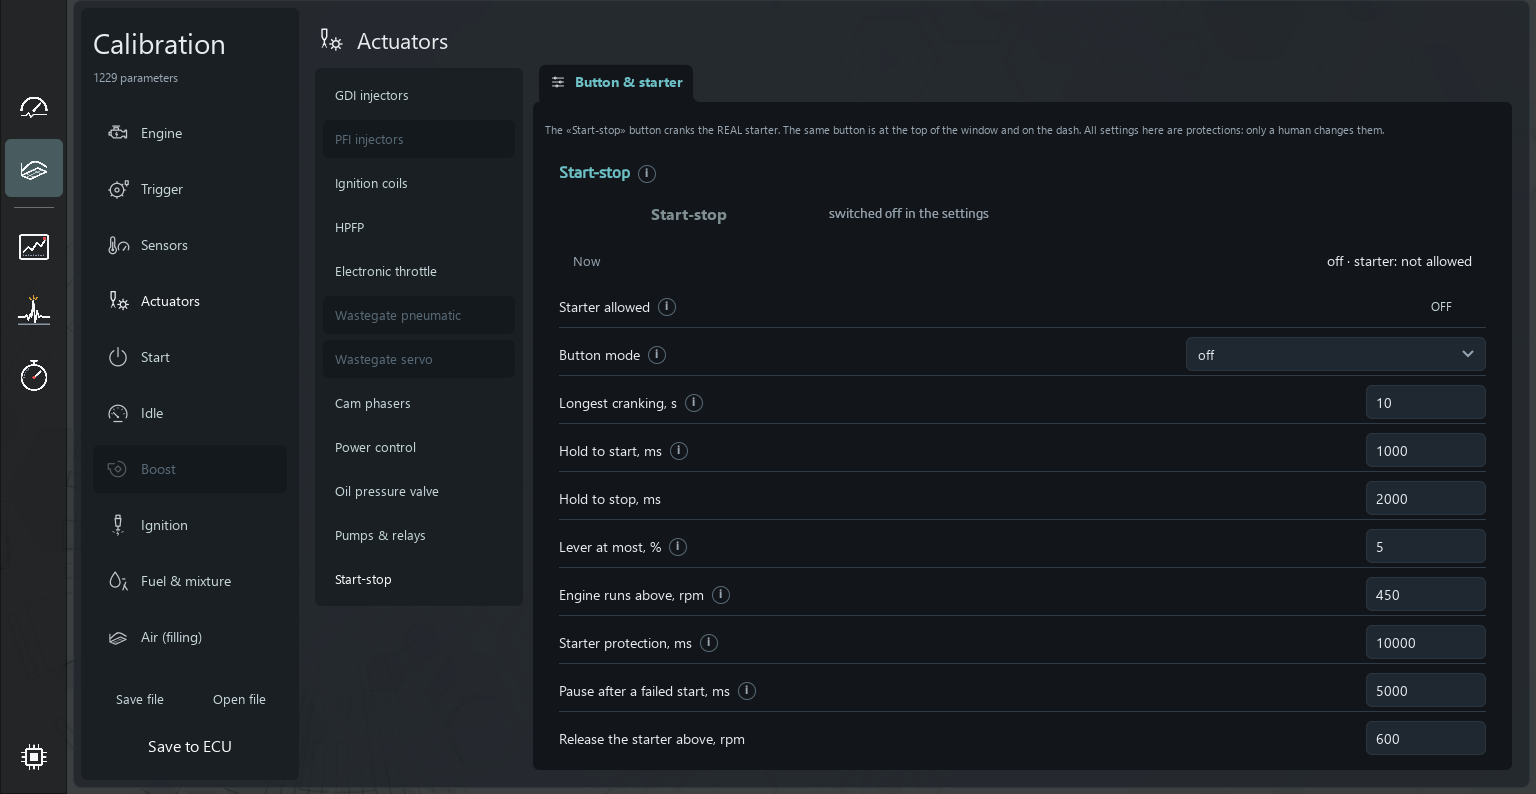 Calibration
1229 parameters
Engine
Trigger
Sensors
Actuators
Start
Idle
Boost
Ignition
Fuel & mixture
Air (filling)
Save file
Open file
Save to ECU
Actuators
GDI injectors
PFI injectors
Ignition coils
HPFP
Electronic throttle
Wastegate pneumatic
Wastegate servo
Cam phasers
Power control
Oil pressure valve
Pumps & relays
Start-stop
Button & starter
The «Start-stop» button cranks the REAL starter. The same button is at the top of the window and on the dash. All settings here are protections: only a human changes them.
Start-stop
Start-stop switched off in the settings
Now off · starter: not allowed
Starter allowed OFF
Button mode off
Longest cranking, s 10
Hold to start, ms 1000
Hold to stop, ms 2000
Lever at most, % 5
Engine runs above, rpm 450
Starter protection, ms 10000
Pause after a failed start, ms 5000
Release the starter above, rpm 600